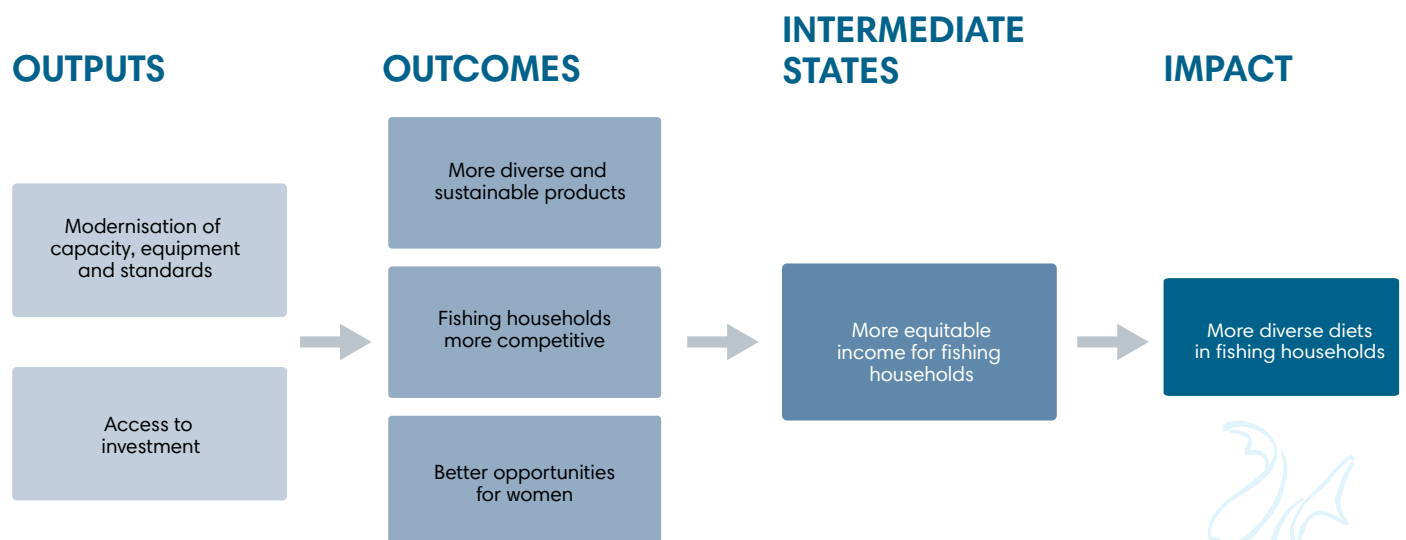 OUTPUTS
OUTCOMES
INTERMEDIATE
STATES
IMPACT
Modernisation of
capacity, equipment
and standards
Access to
investment
More diverse and
sustainable products
Fishing households
more competitive
Better opportunities
for women
More equitable
income for fishing
households
More diverse diets
in fishing households